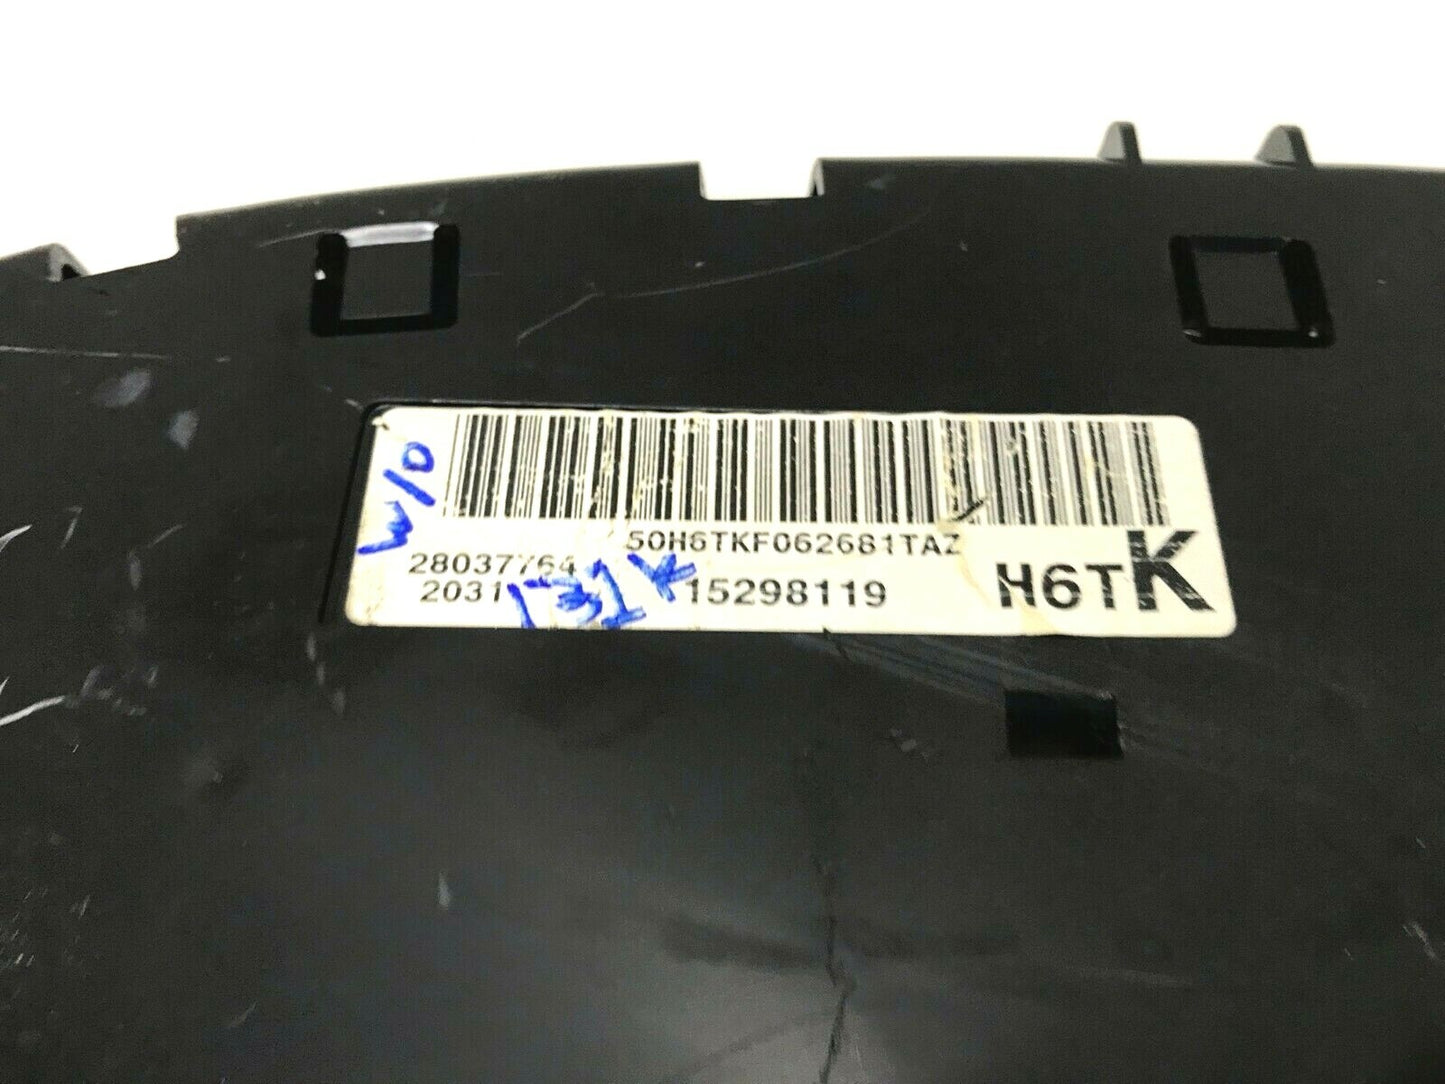 w/o
50H6TKF062681TAZ
28037764
2031 15298119 H6TK
131K